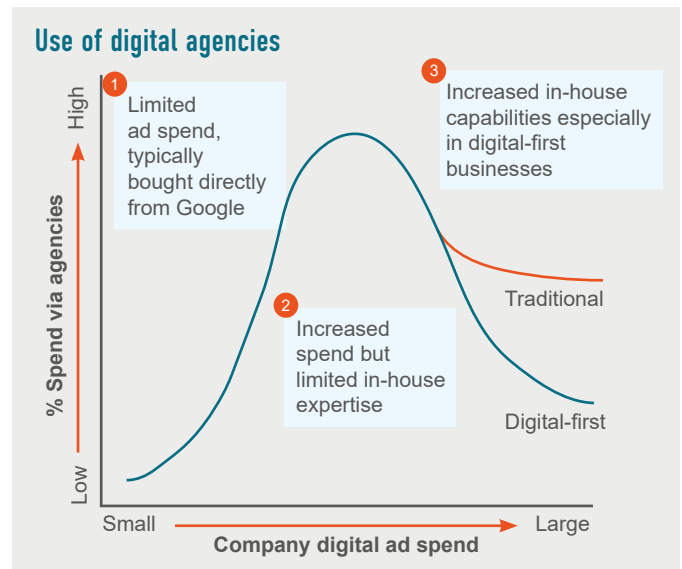 Use of digital agencies
1
Limited
ad spend,
typically
bought directly
from Google
2
Increased
spend but
limited in-house
expertise
3
Increased in-house
capabilities especially
in digital-first
businesses
Traditional
Digital-first
High
% Spend via agencies
Low
Small
Large
Company digital ad spend